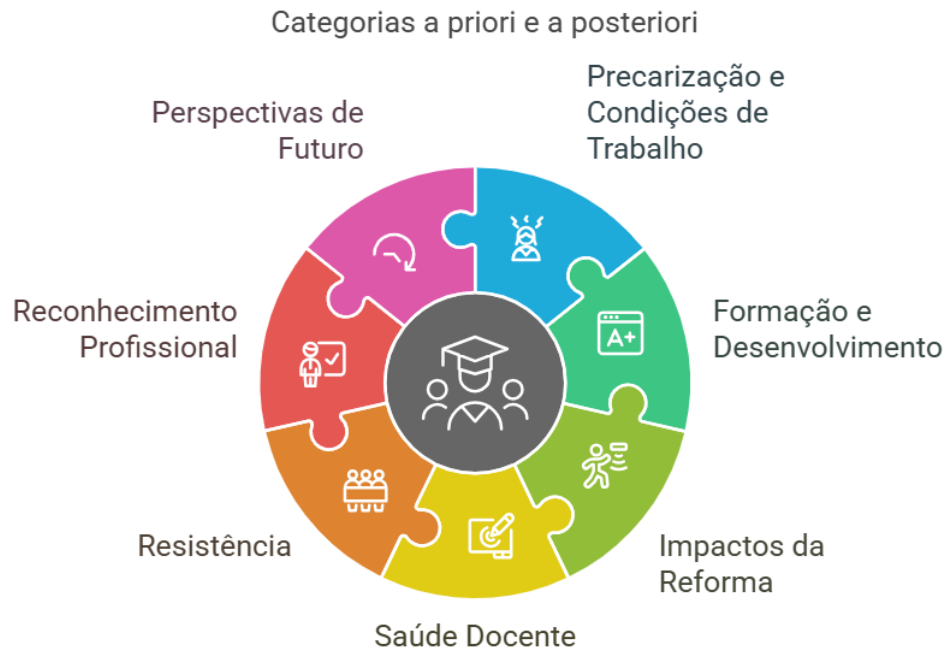 Categorias a priori e a posteriori
Precarização e
Condições de
Trabalho
Perspectivas de
Futuro
Formação e
Desenvolvimento
Reconhecimento
Profissional
A+
Impactos da
Reforma
Resistência
Saúde Docente